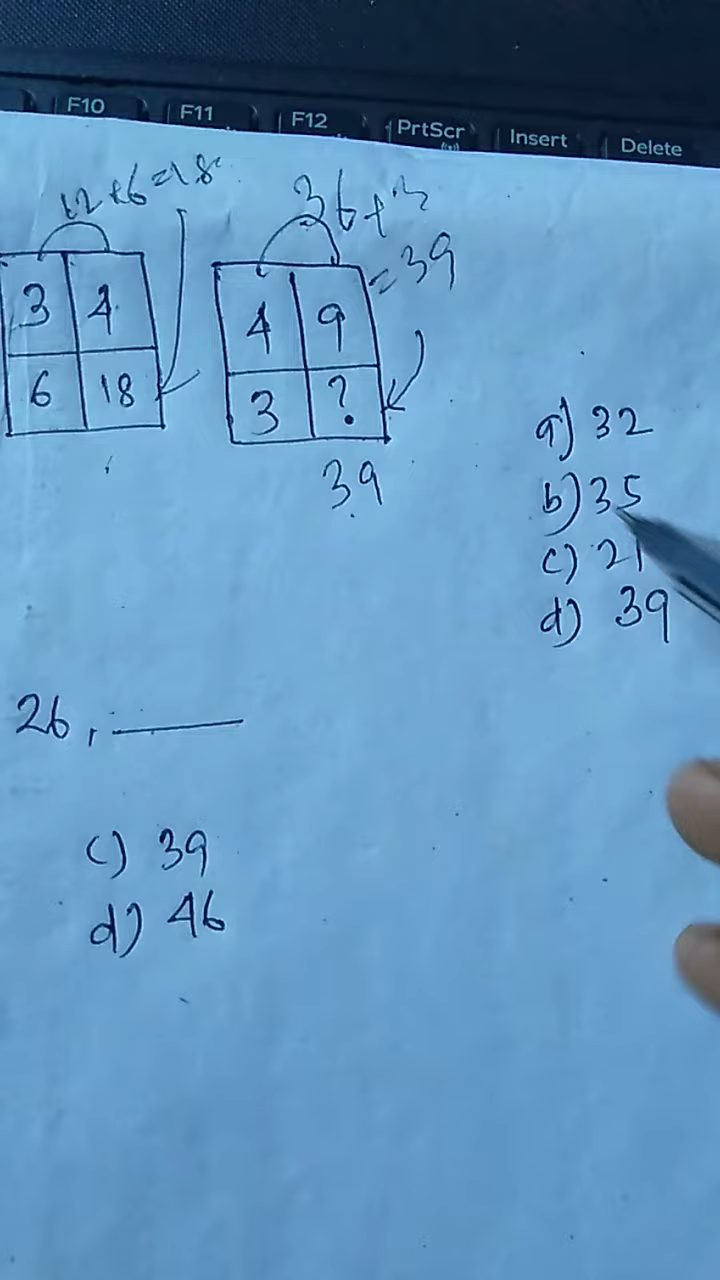 F10 F11 F12 PrtScr Insert Delete
12+6=18
36+3
=39
3 4
6 18
4 9
3 ?
39
a) 32
b) 35
c) 21
d) 39
26, ____
c) 39
d) 46